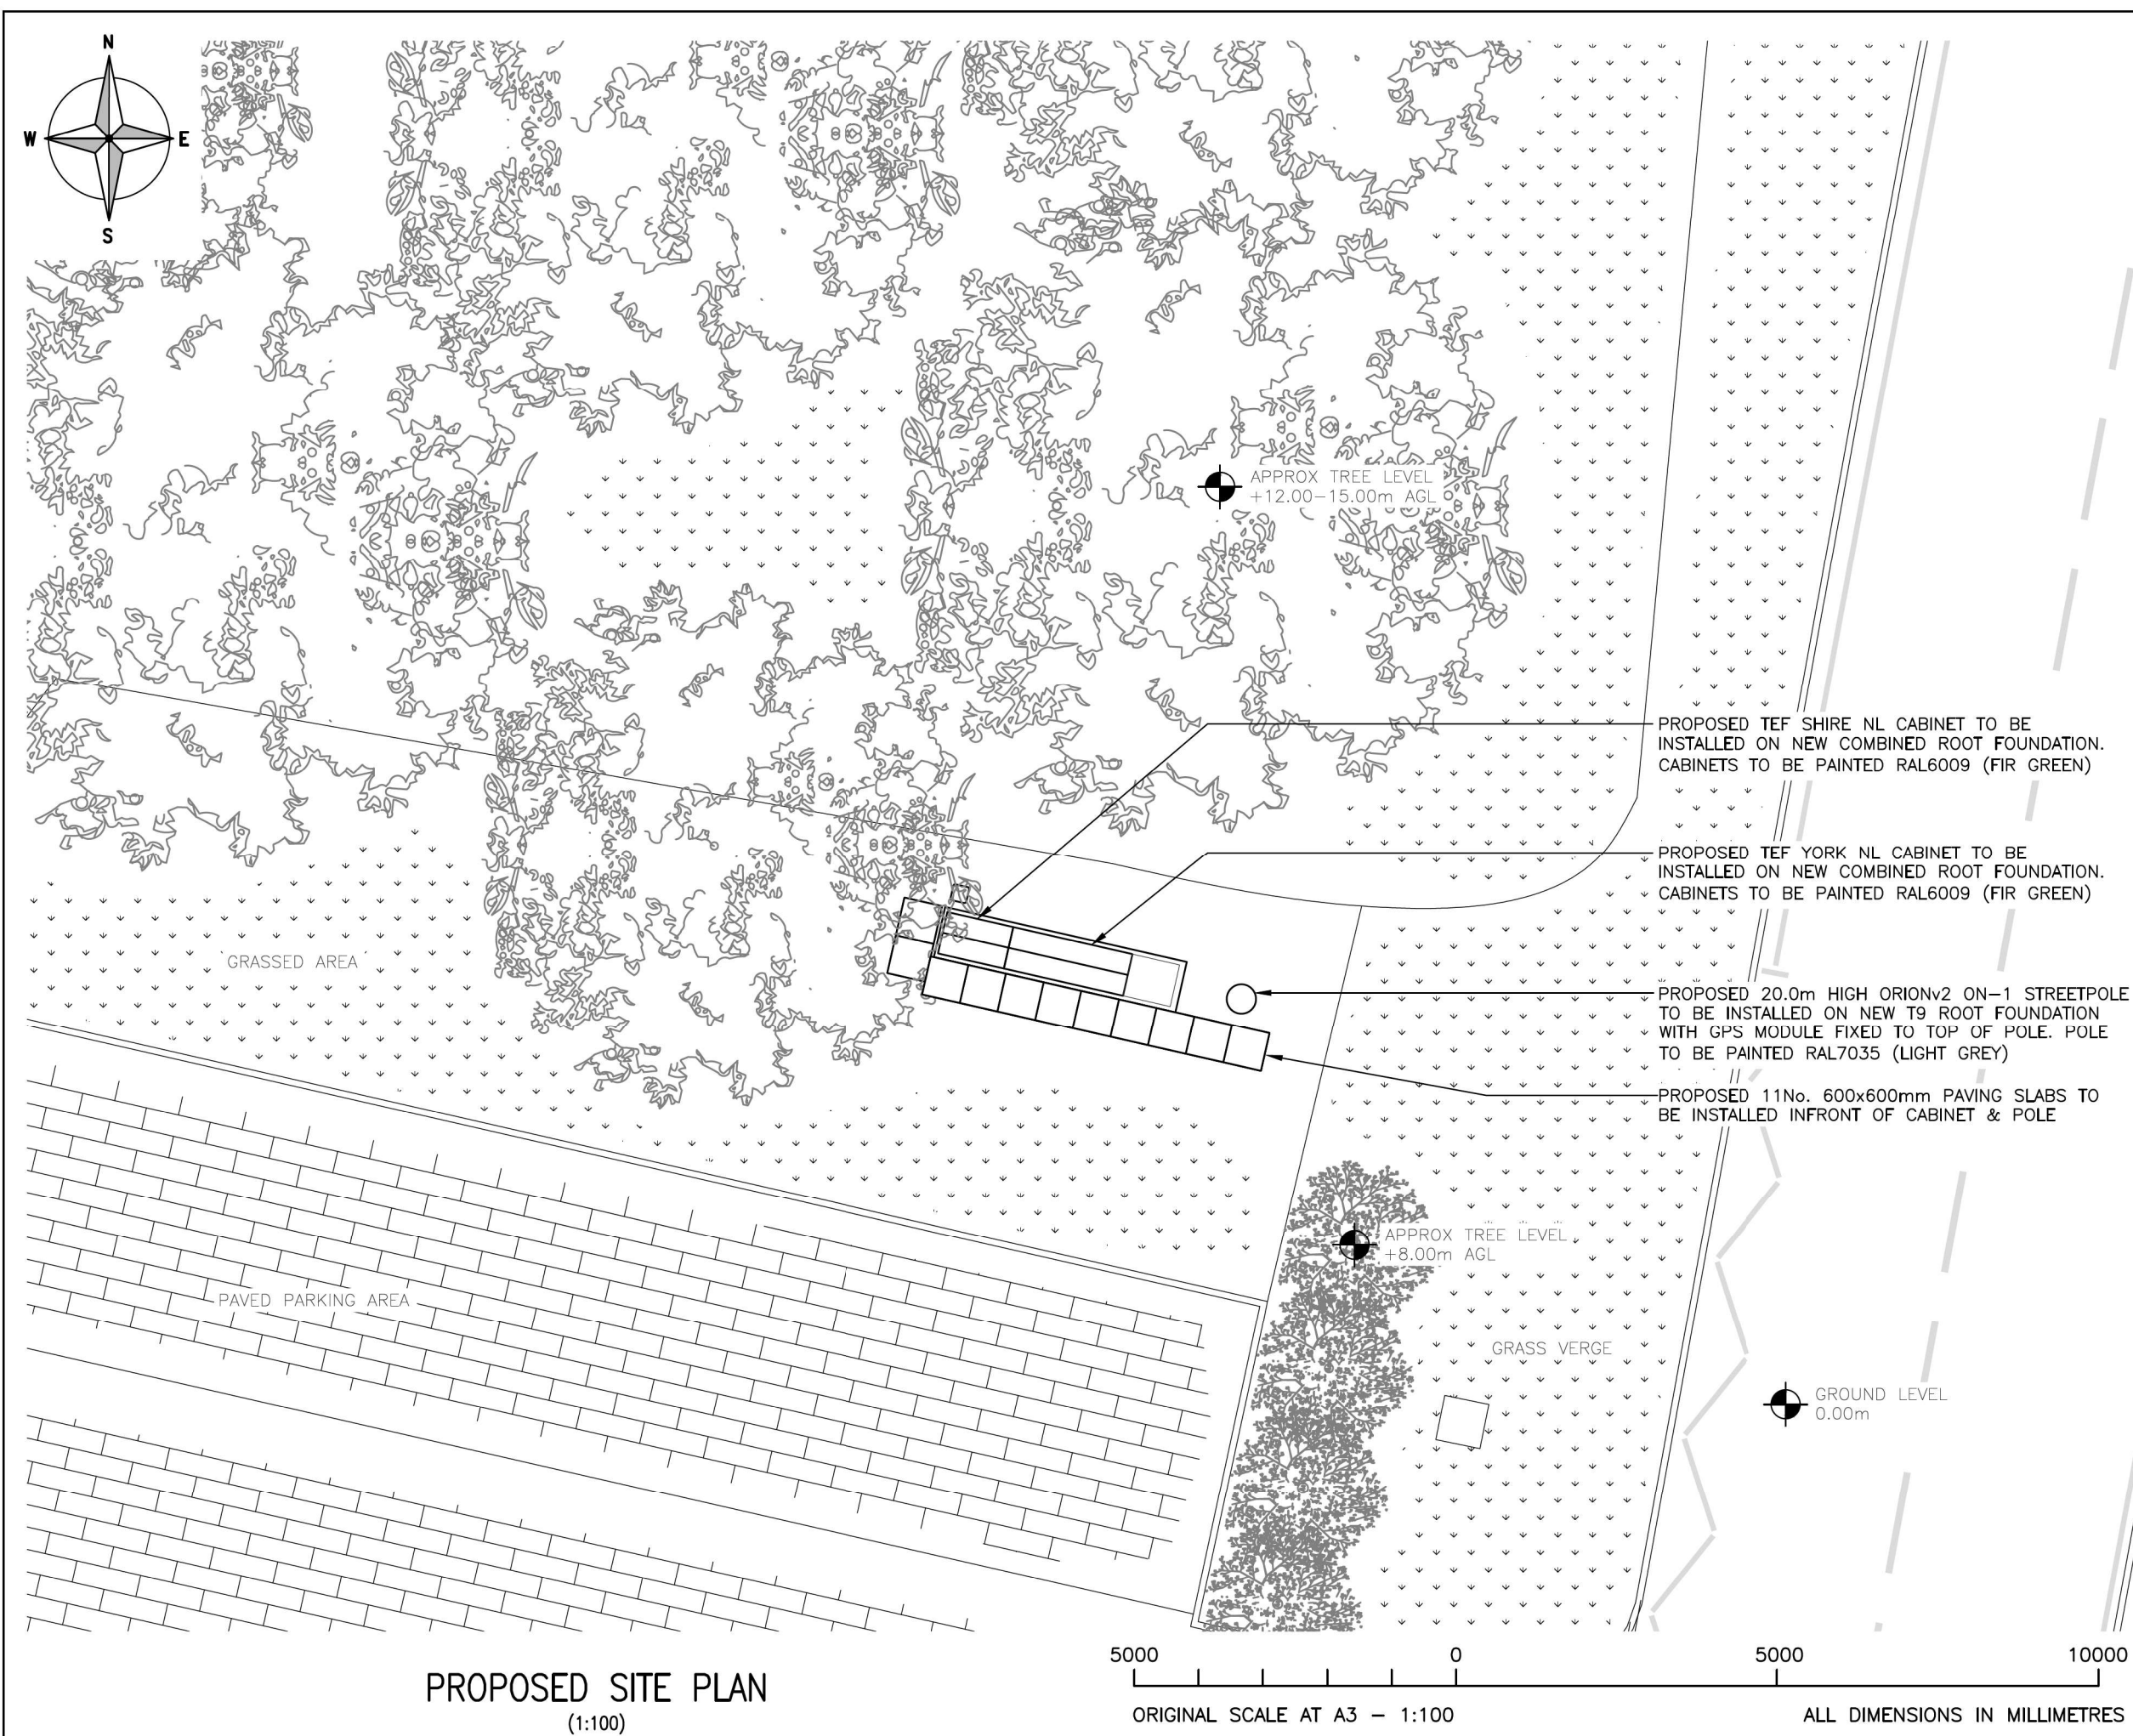 N
W
E
S
APPROX TREE LEVEL
+12.00-15.00m AGL
PROPOSED TEF SHIRE NL CABINET TO BE
INSTALLED ON NEW COMBINED ROOT FOUNDATION.
CABINETS TO BE PAINTED RAL6009 (FIR GREEN)
PROPOSED TEF YORK NL CABINET TO BE
INSTALLED ON NEW COMBINED ROOT FOUNDATION.
CABINETS TO BE PAINTED RAL6009 (FIR GREEN)
GRASSED AREA
PROPOSED 20.0m HIGH ORIONv2 ON-1 STREETPOLE
TO BE INSTALLED ON NEW T9 ROOT FOUNDATION
WITH GPS MODULE FIXED TO TOP OF POLE. POLE
TO BE PAINTED RAL7035 (LIGHT GREY)
PROPOSED 11No. 600x600mm PAVING SLABS TO
BE INSTALLED INFRONT OF CABINET & POLE
APPROX TREE LEVEL
+8.00m AGL
PAVED PARKING AREA
GRASS VERGE
GROUND LEVEL
0.00m
5000 0 5000 10000
PROPOSED SITE PLAN
(1:100)
ORIGINAL SCALE AT A3 - 1:100
ALL DIMENSIONS IN MILLIMETRES